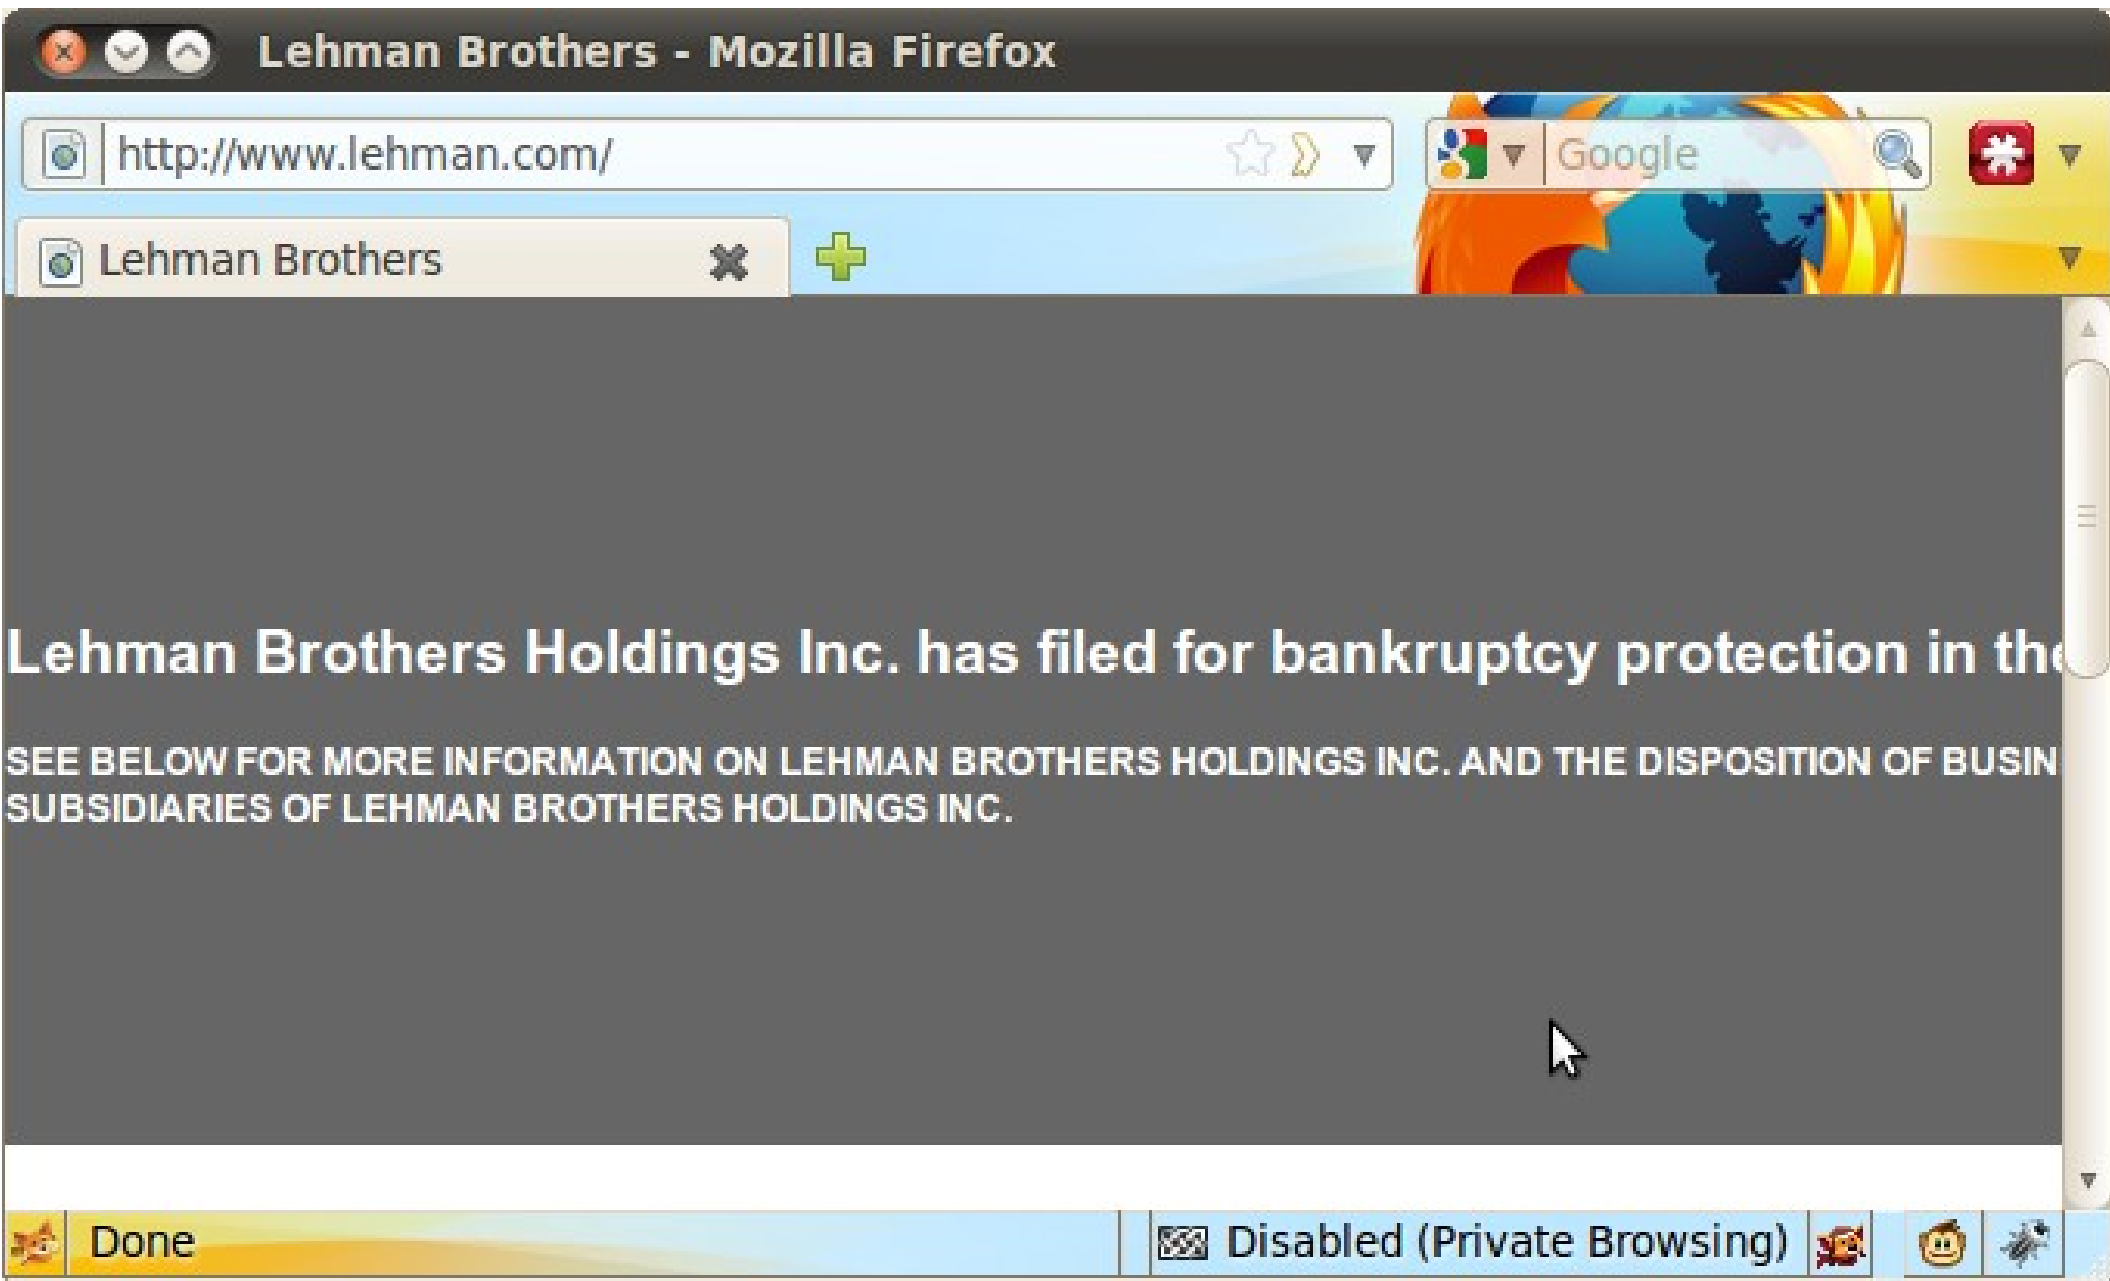 Lehman Brothers - Mozilla Firefox
http://www.lehman.com/
Google
Lehman Brothers
Lehman Brothers Holdings Inc. has filed for bankruptcy protection in the
SEE BELOW FOR MORE INFORMATION ON LEHMAN BROTHERS HOLDINGS INC. AND THE DISPOSITION OF BUSIN
SUBSIDIARIES OF LEHMAN BROTHERS HOLDINGS INC.
Done
Disabled (Private Browsing)